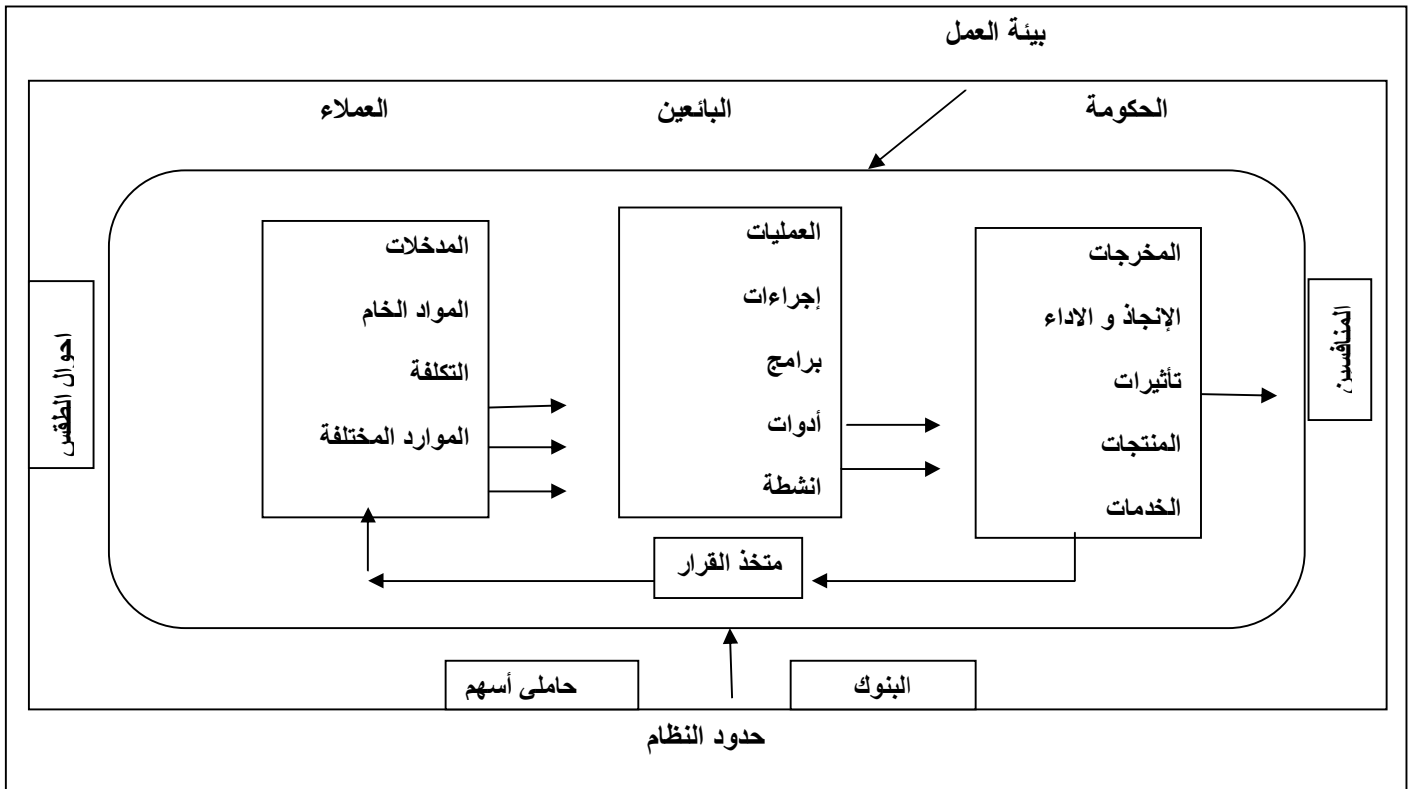 بيئة العمل
الحكومة
البائعين
العملاء
المدخلات
المواد الخام
التكلفة
الموارد المختلفة
العمليات
إجراءات
برامج
أدوات
انشطة
المخرجات
الإنجاذ و الاداء
تأثيرات
المنتجات
الخدمات
متخذ القرار
المنافسين
احوال الطقس
البنوك
حاملى أسهم
حدود النظام